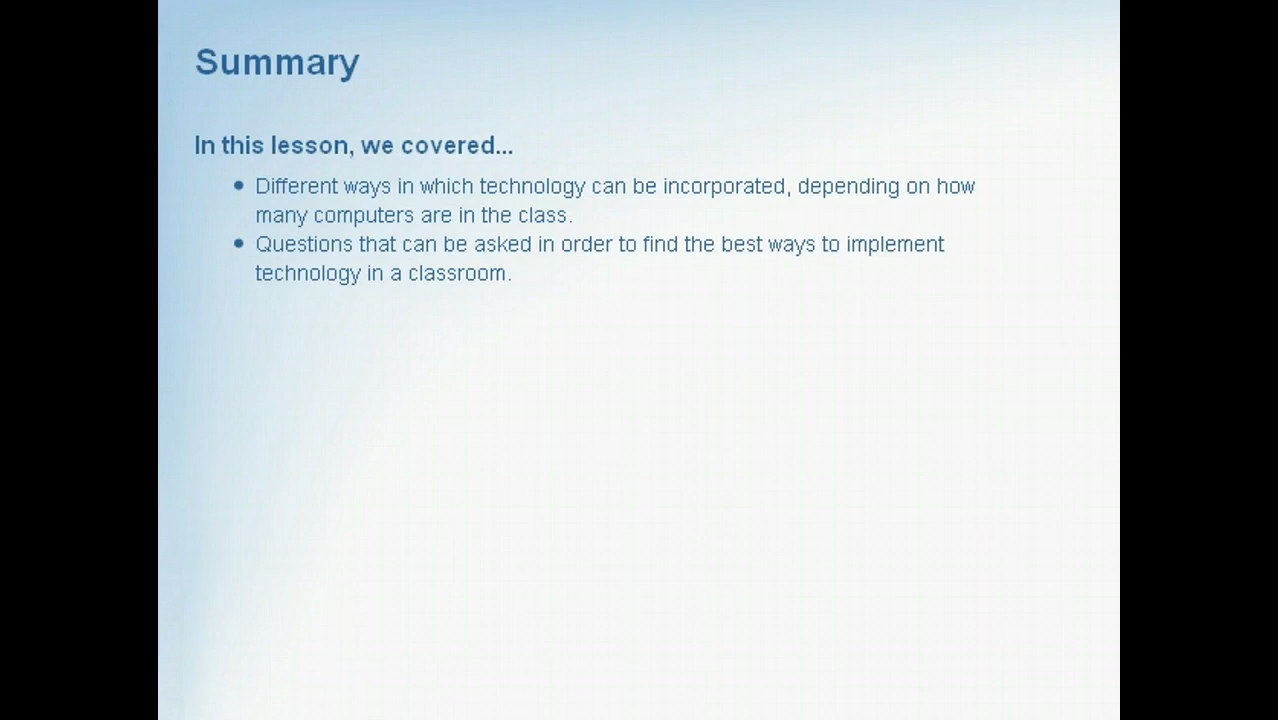 Summary
In this lesson, we covered...
• Different ways in which technology can be incorporated, depending on how
many computers are in the class.
• Questions that can be asked in order to find the best ways to implement
technology in a classroom.